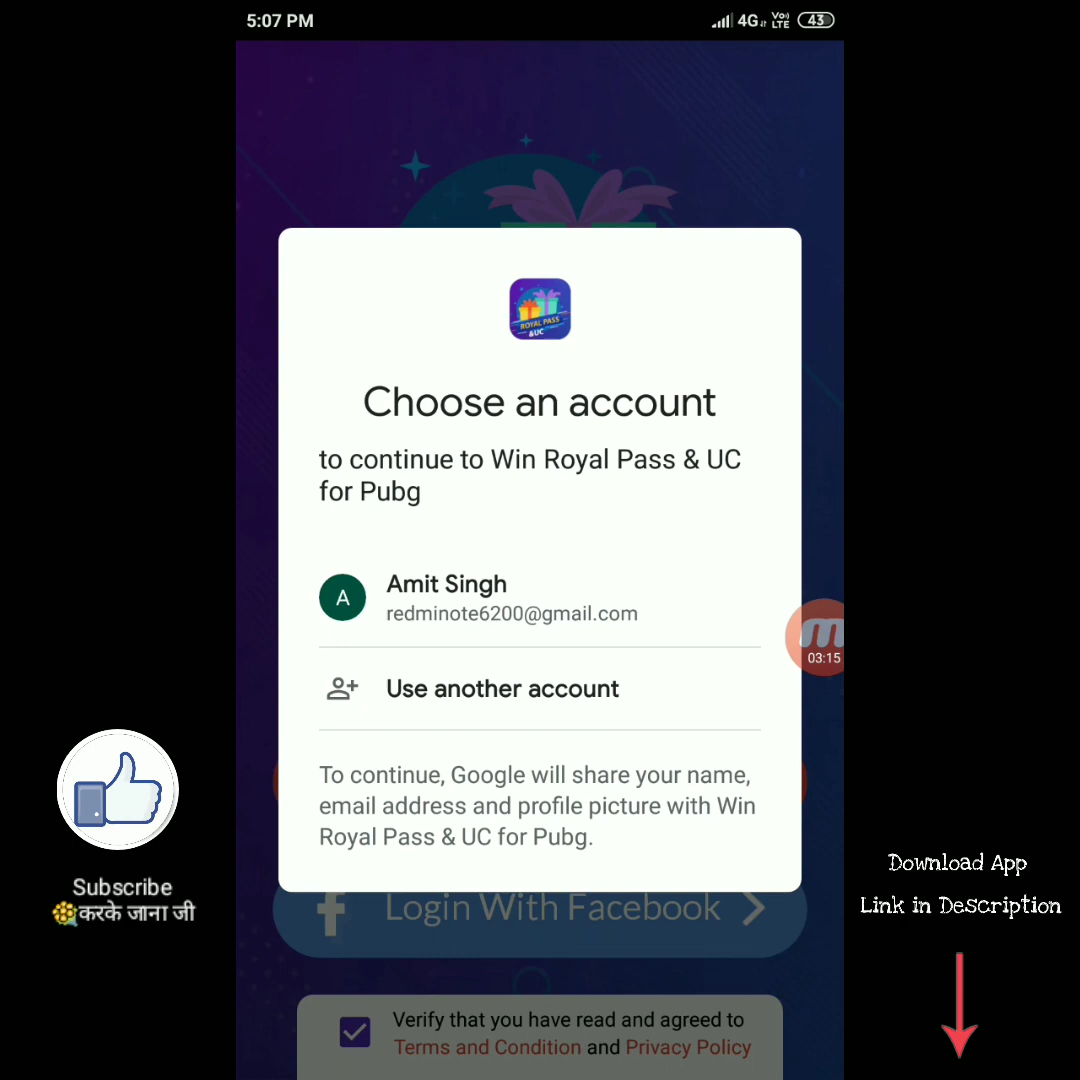 5:07 PM
4G Vo) LTE 43
ROYAL PASS
&UC
Choose an account
to continue to Win Royal Pass & UC
for Pubg
A
Amit Singh
redminote6200@gmail.com
03:15
Use another account
To continue, Google will share your name,
email address and profile picture with Win
Royal Pass & UC for Pubg.
f Login With Facebook
Subscribe
करके जाना जी
Download App
Link in Description
Verify that you have read and agreed to
Terms and Condition and Privacy Policy